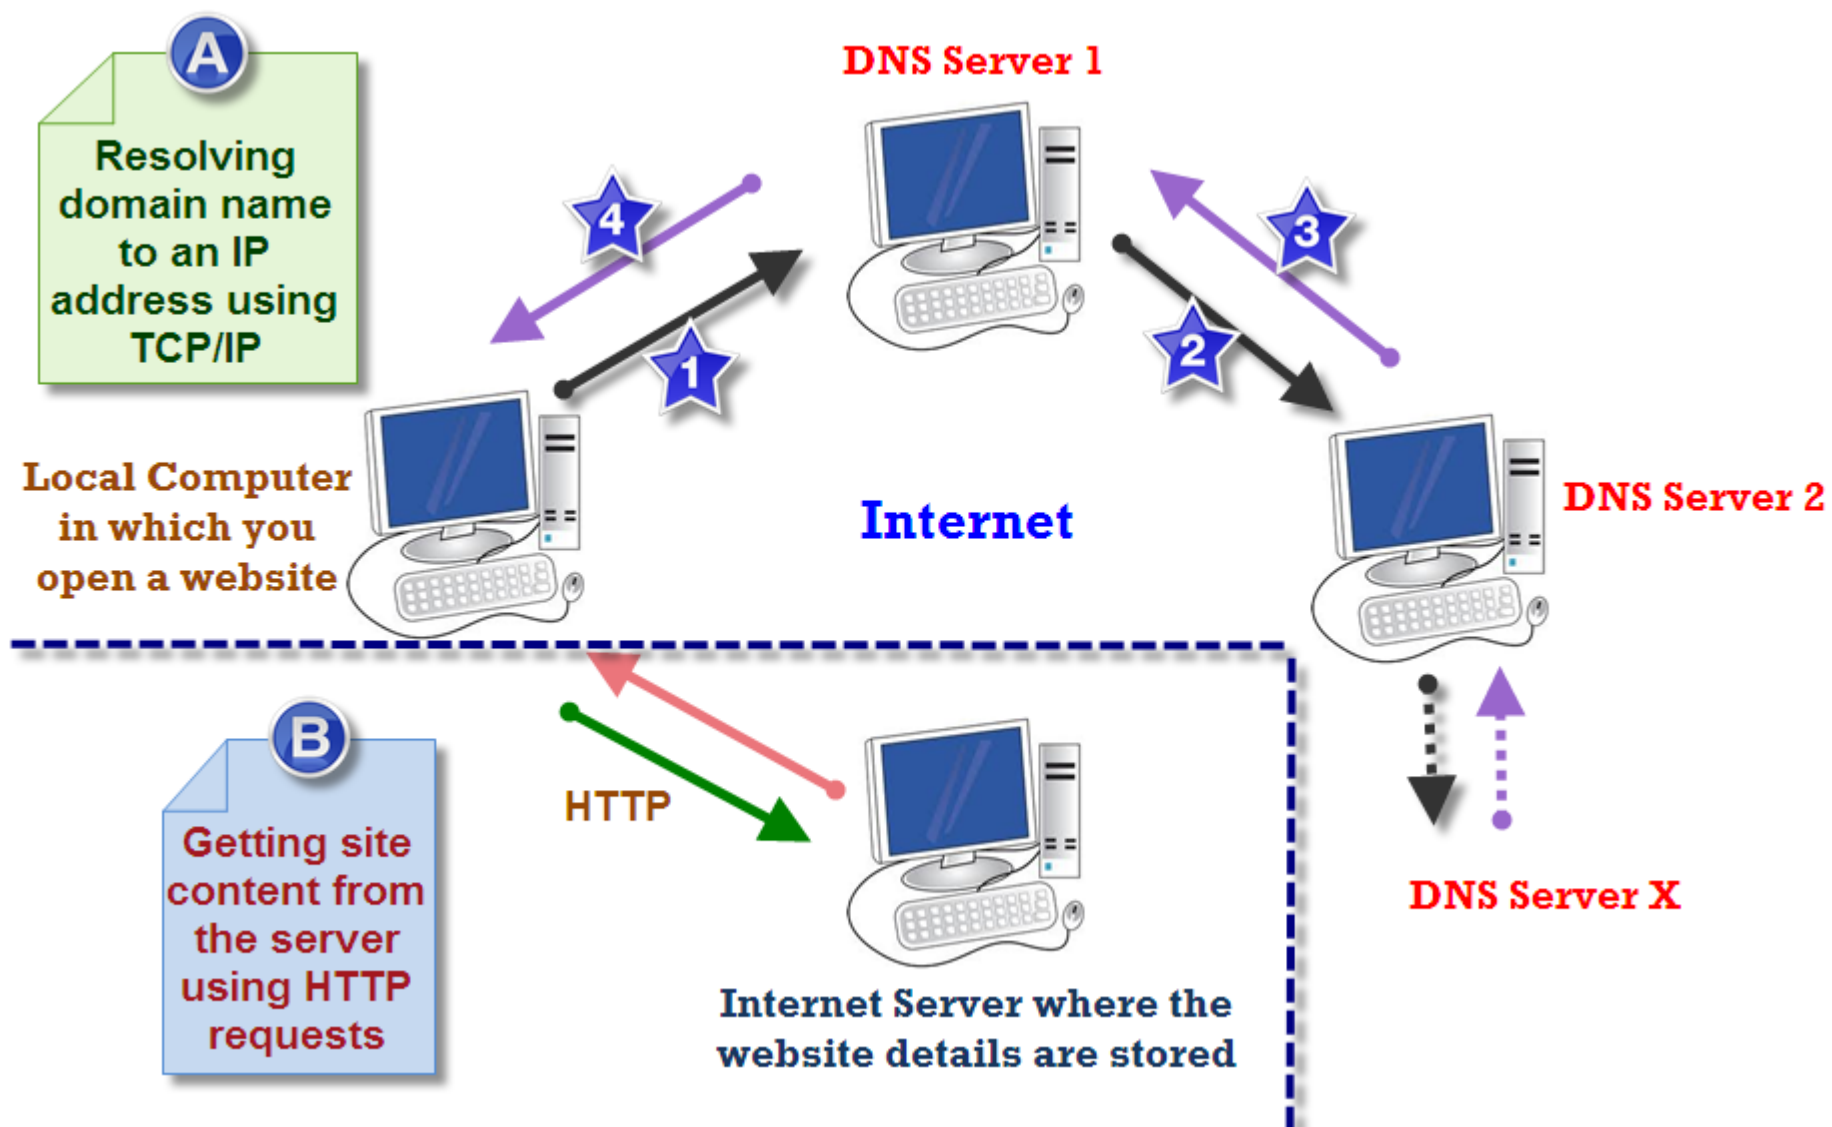 A
Resolving
domain name
to an IP
address using
TCP/IP
DNS Server 1
4
3
1
2
Local Computer
in which you
open a website
Internet
DNS Server 2
B
Getting site
content from
the server
using HTTP
requests
HTTP
DNS Server X
Internet Server where the
website details are stored